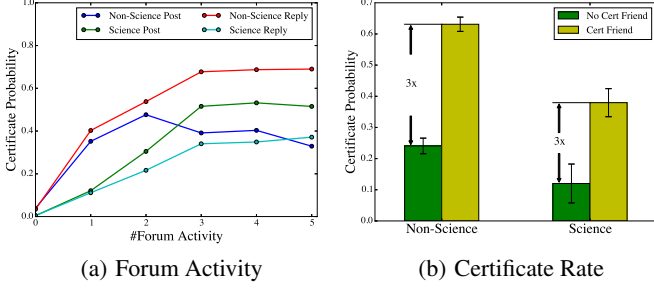 1.0
0.8
0.6
0.4
0.2
0.0
Certificate Probability
Non-Science Post
Science Post
Non-Science Reply
Science Reply
0 1 2 3 4 5
#Forum Activity
(a) Forum Activity
0.7
0.6
0.5
0.4
0.3
0.2
0.1
0.0
Certificate Probability
No Cert Friend
Cert Friend
3x
3x
Non-Science Science
(b) Certificate Rate